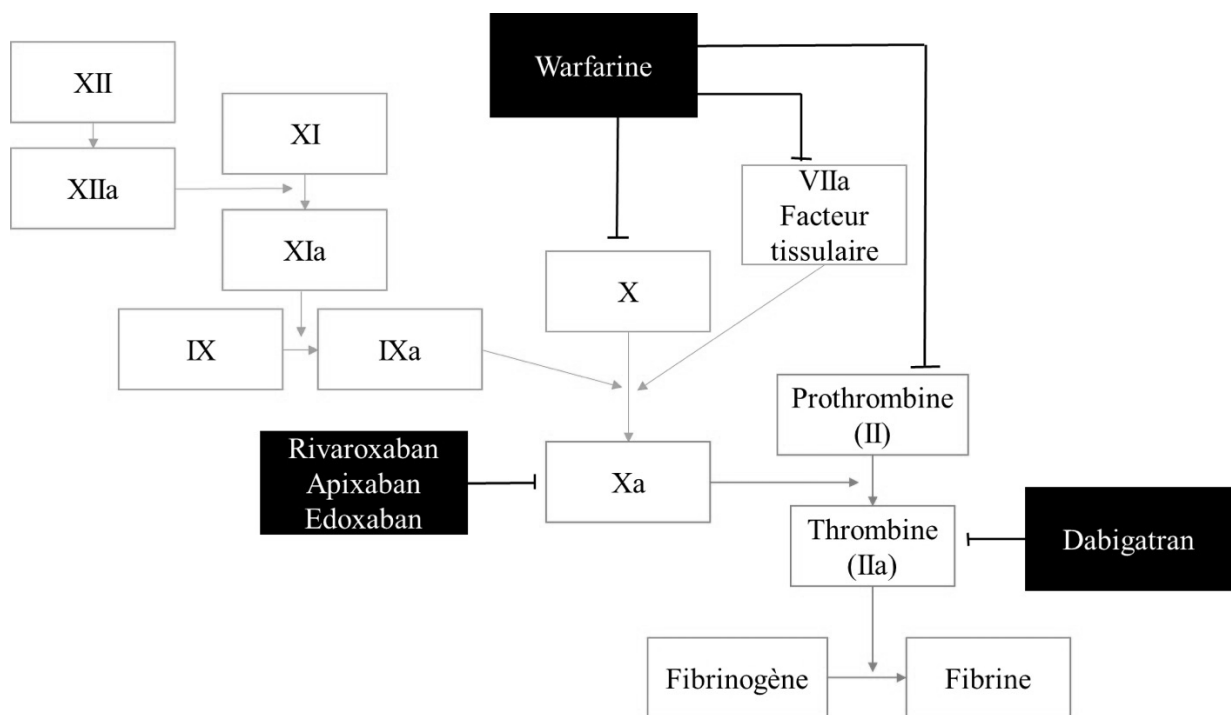 Warfarine
XII
XI
XIIa
VIIa
Facteur
tissulaire
XIa
X
IX
IXa
Prothrombine
(II)
Rivaroxaban
Apixaban
Edoxaban
Xa
Thrombine
(IIa)
Dabigatran
Fibrinogène
Fibrine